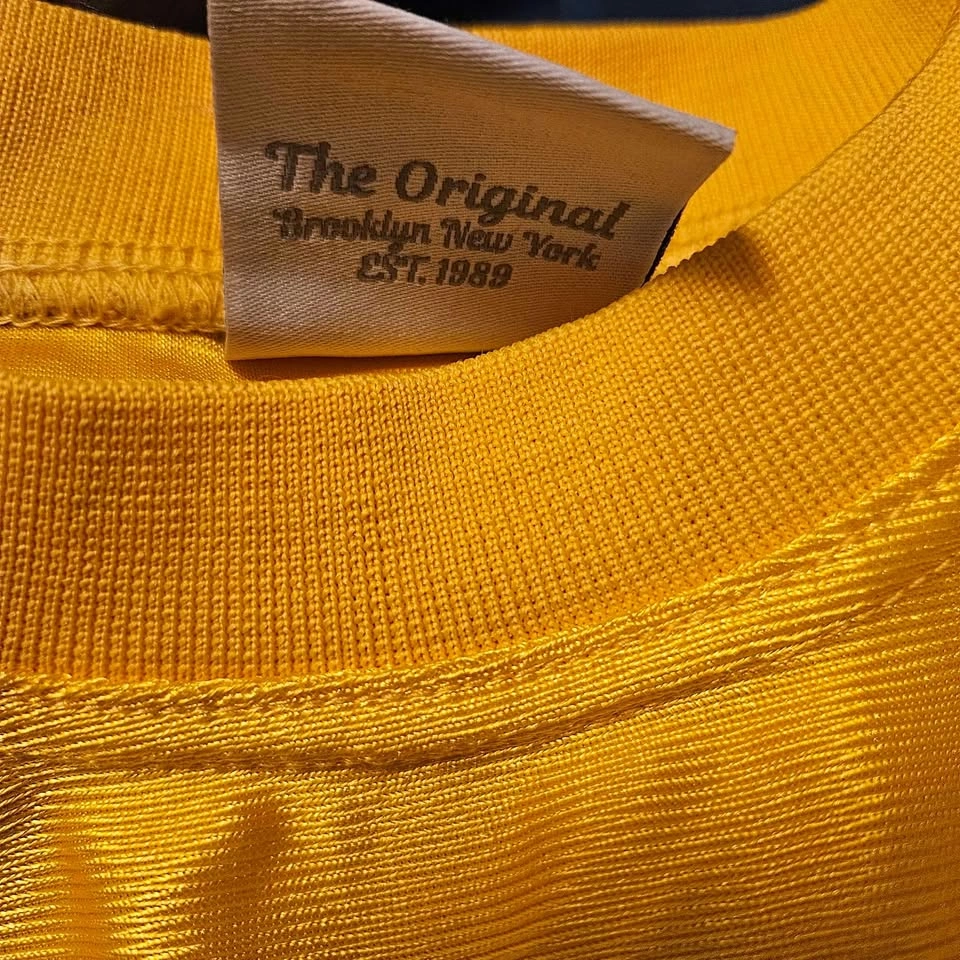 The Original
Brooklyn New York
EST. 1989